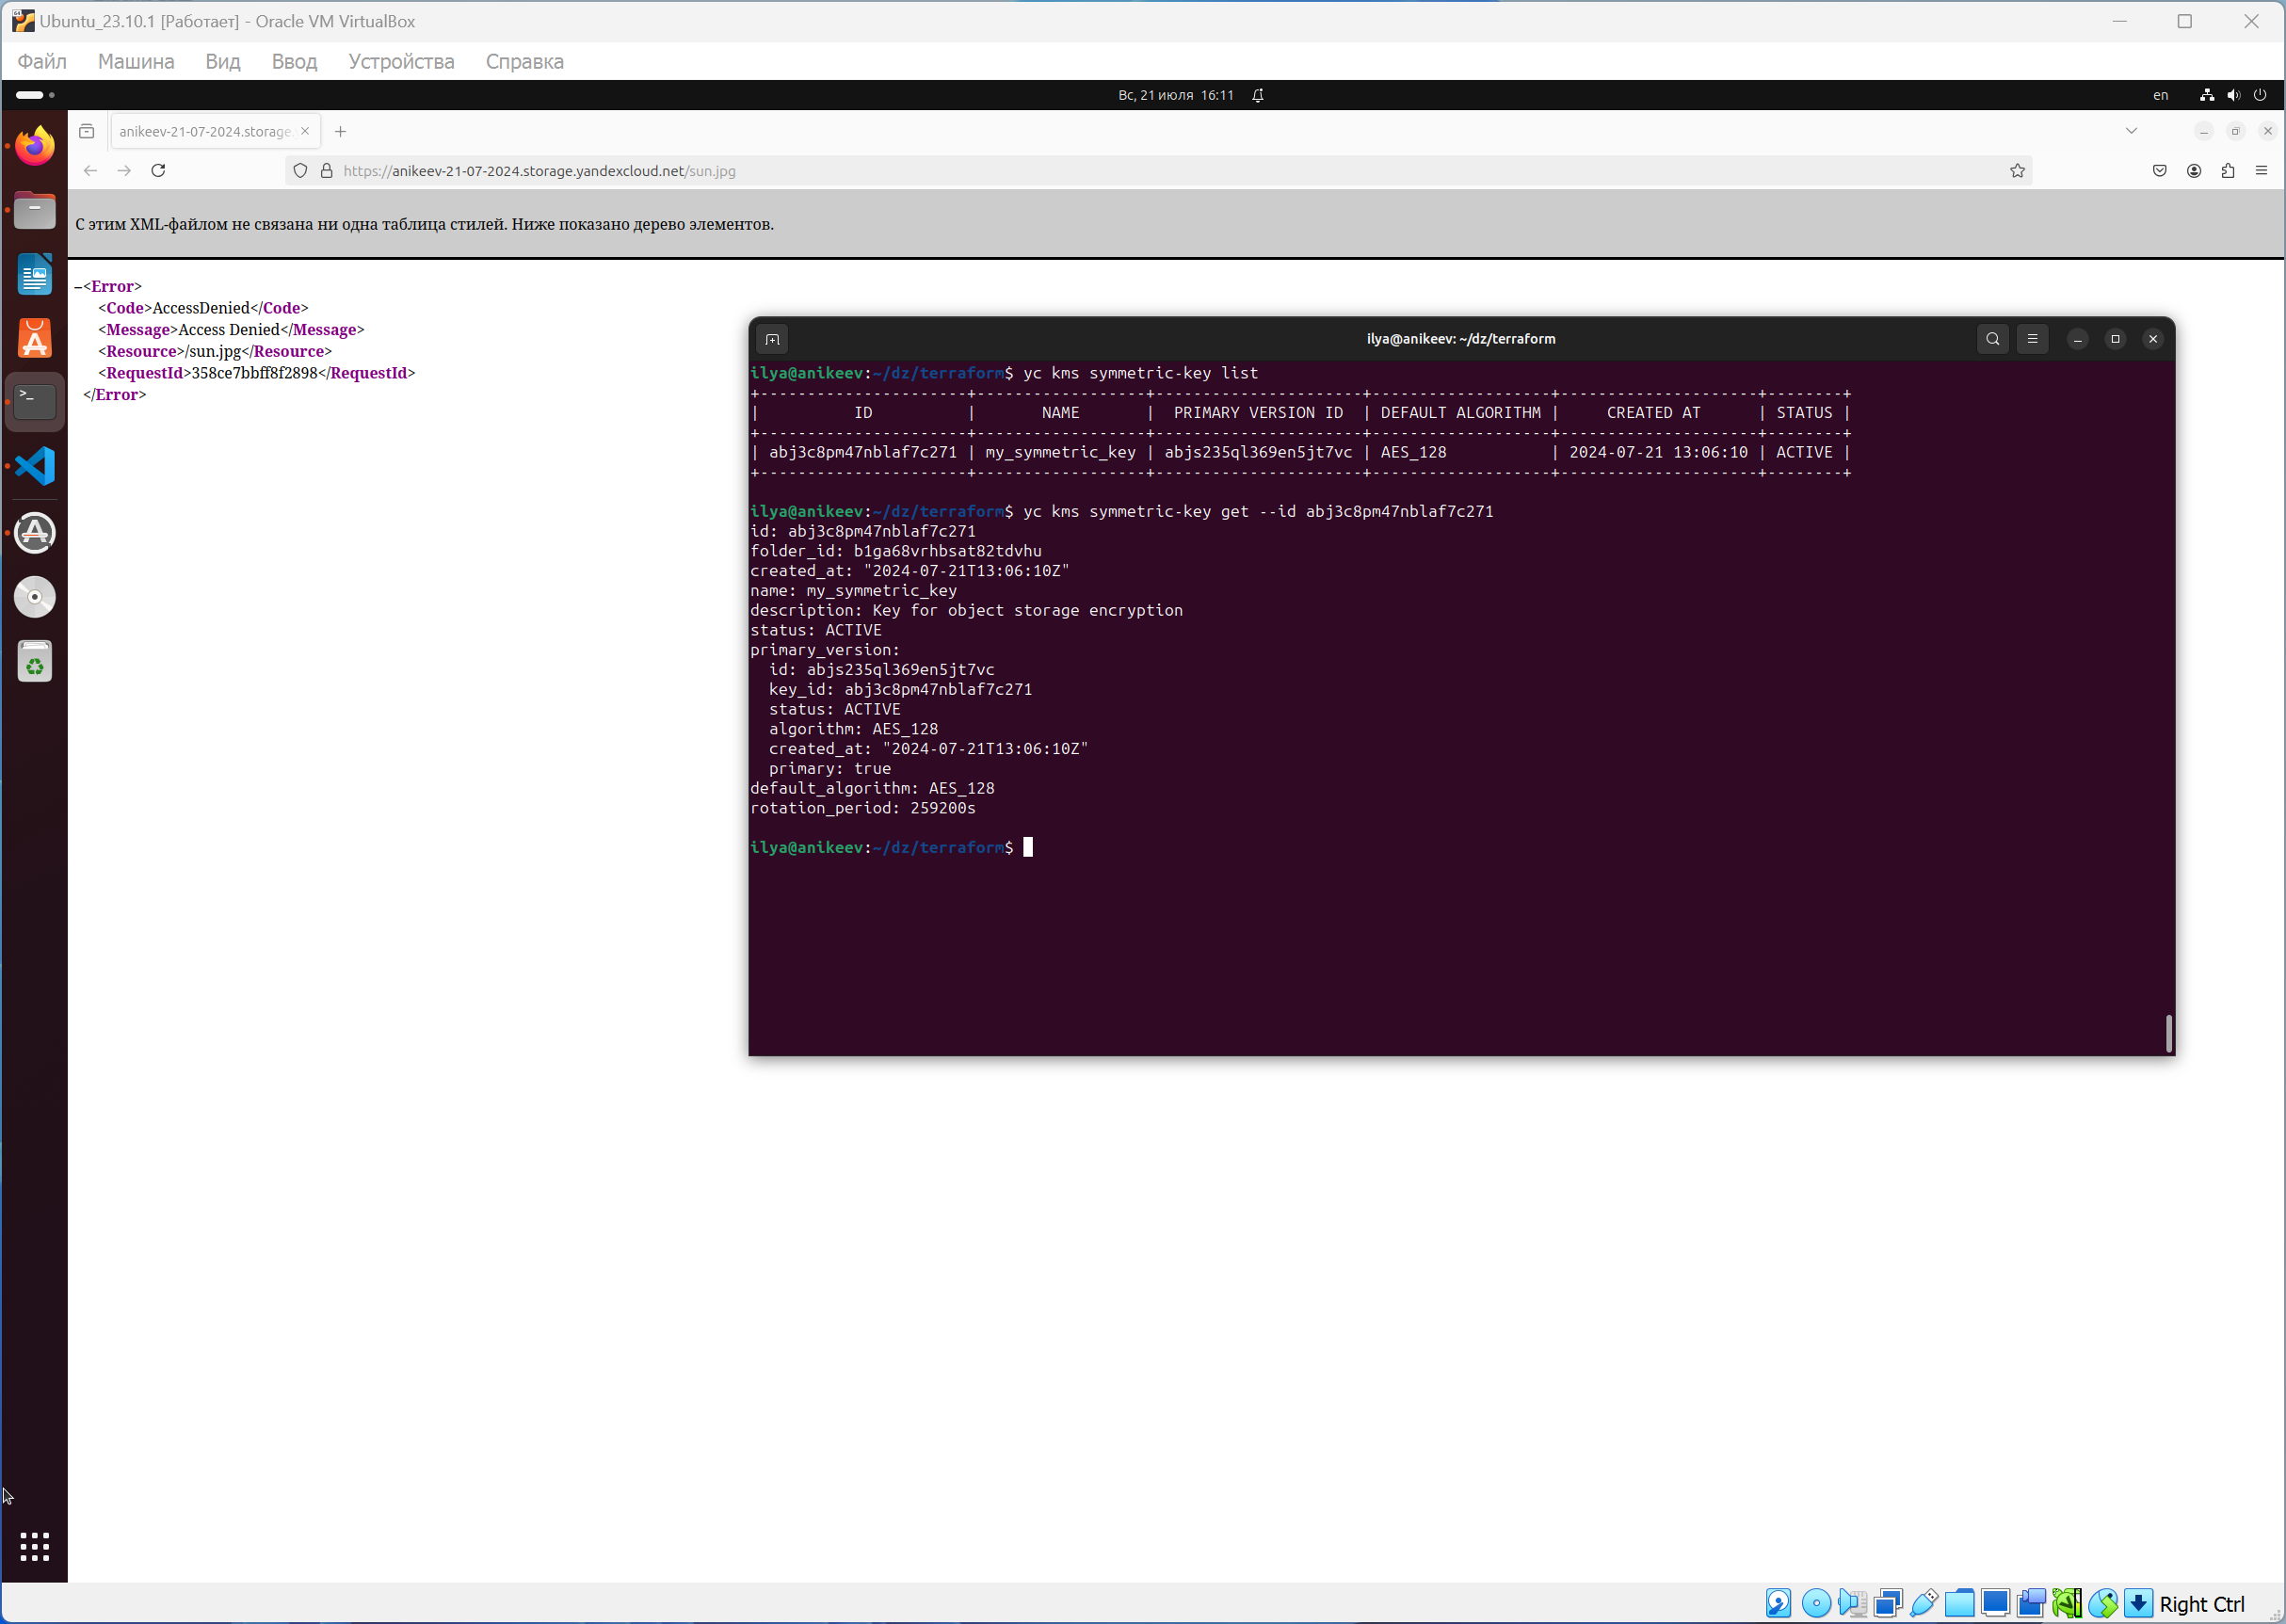 Ubuntu_23.10.1 [Работает] - Oracle VM VirtualBox
Файл Машина Вид Ввод Устройства Справка
Вс, 21 июля 16:11
en
anikeev-21-07-2024.storage.
https://anikeev-21-07-2024.storage.yandexcloud.net/sun.jpg
С этим XML-файлом не связана ни одна таблица стилей. Ниже показано дерево элементов.
–<Error>
<Code>AccessDenied</Code>
<Message>Access Denied</Message>
<Resource>/sun.jpg</Resource>
<RequestId>358ce7bbff8f2898</RequestId>
</Error>
ilya@anikeev: ~/dz/terraform
ilya@anikeev:~/dz/terraform$ yc kms symmetric-key list
+----------------------+------------------+----------------------+-------------------+---------------------+--------+
|          ID          |       NAME       |  PRIMARY VERSION ID  | DEFAULT ALGORITHM |     CREATED AT      | STATUS |
+----------------------+------------------+----------------------+-------------------+---------------------+--------+
| abj3c8pm47nblaf7c271 | my_symmetric_key | abjs235ql369en5jt7vc | AES_128           | 2024-07-21 13:06:10 | ACTIVE |
+----------------------+------------------+----------------------+-------------------+---------------------+--------+
ilya@anikeev:~/dz/terraform$ yc kms symmetric-key get --id abj3c8pm47nblaf7c271
id: abj3c8pm47nblaf7c271
folder_id: b1ga68vrhbsat82tdvhu
created_at: "2024-07-21T13:06:10Z"
name: my_symmetric_key
description: Key for object storage encryption
status: ACTIVE
primary_version:
  id: abjs235ql369en5jt7vc
  key_id: abj3c8pm47nblaf7c271
  status: ACTIVE
  algorithm: AES_128
  created_at: "2024-07-21T13:06:10Z"
  primary: true
default_algorithm: AES_128
rotation_period: 259200s
ilya@anikeev:~/dz/terraform$
Right Ctrl